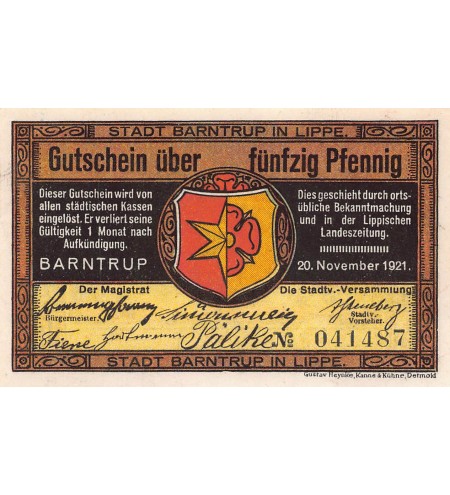 STADT BARNTRUP IN LIPPE.
Gutschein über fünfzig Pfennig
Dieser Gutschein wird von
allen städtischen Kassen
eingelöst. Er verliert seine
Gültigkeit 1 Monat nach
Aufkündigung.
BARNTRUP
Dies geschieht durch orts-
übliche Bekanntmachung
und in der Lippischen
Landeszeitung.
20. November 1921.
Der Magistrat
Die Stadtv.-Versammlung
Bürgermeister.
Stadtv.
Vorsteher.
Palike
No 041487
STADT BARNTRUP IN LIPPE.
Gustav Heynke, Kanne & Kühne, Detmold